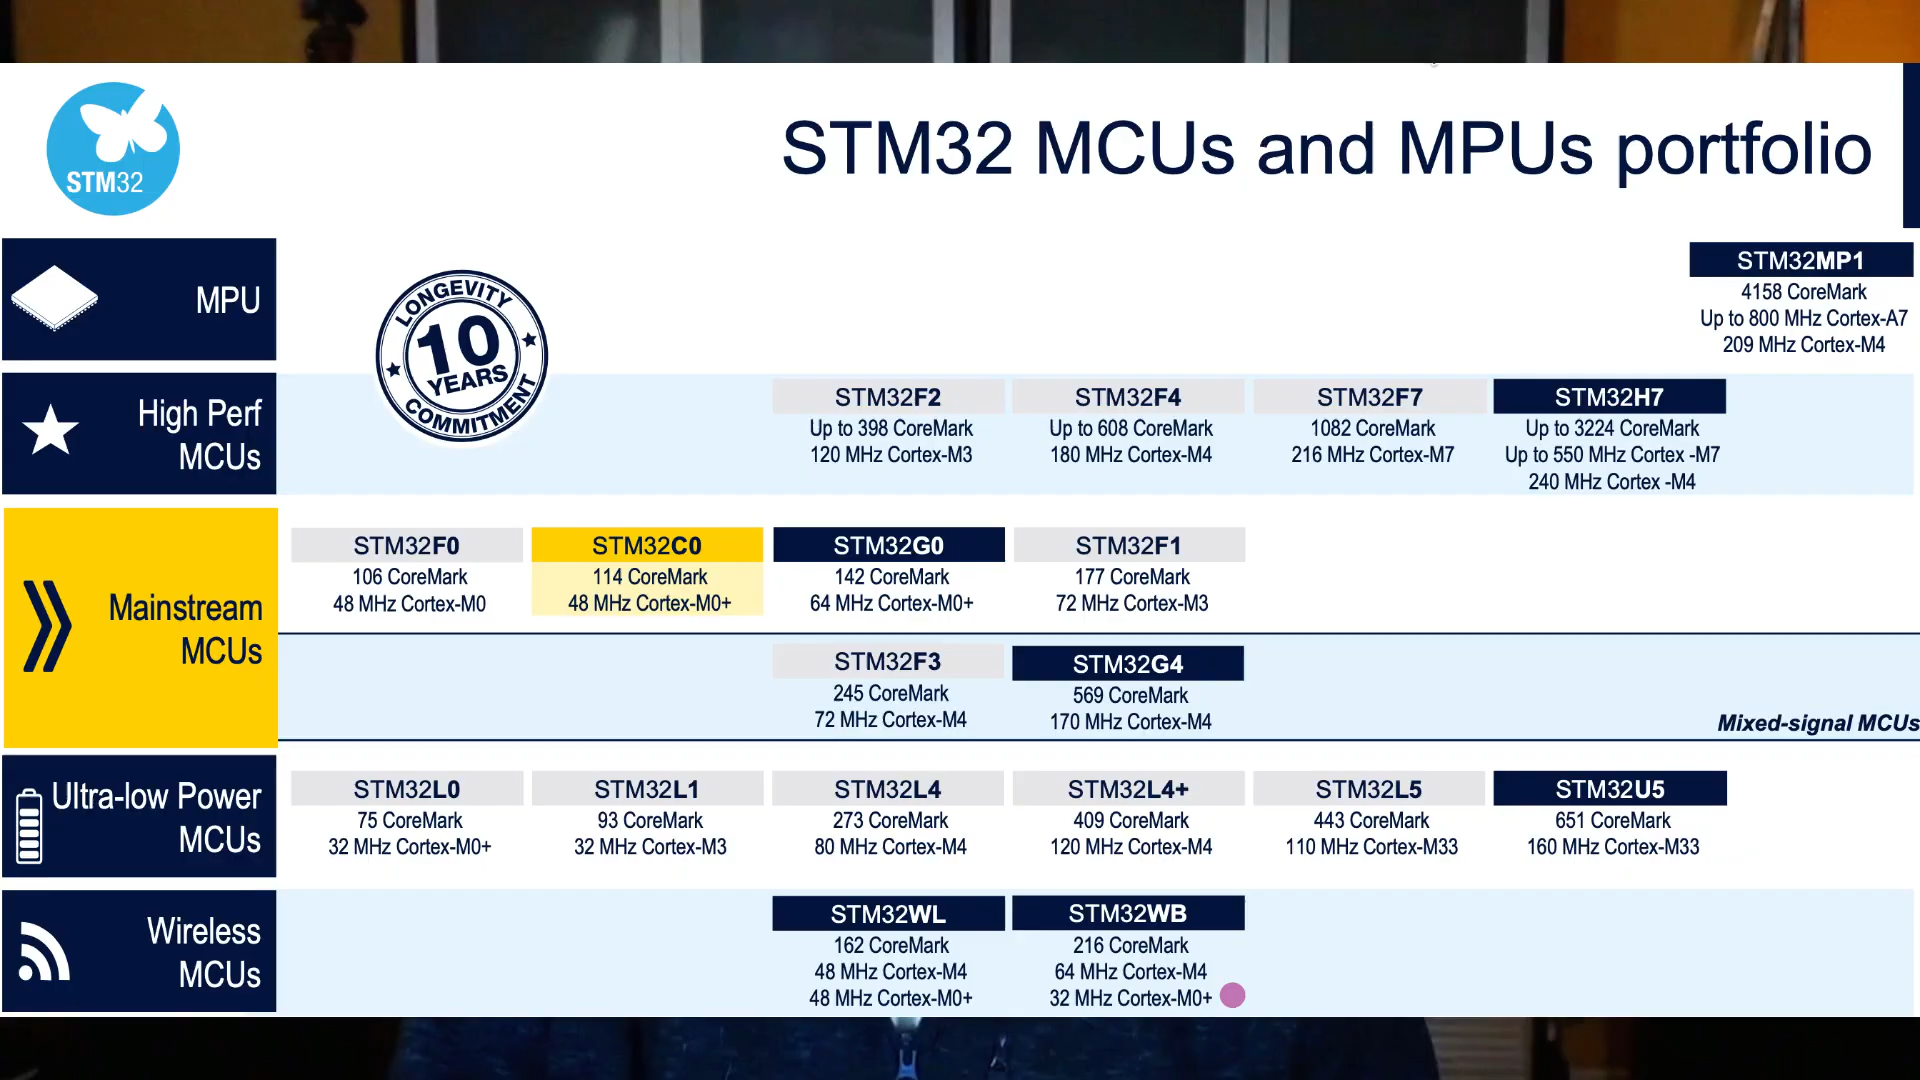 STM32 MCUs and MPUs portfolio
STM32
MPU
LONGEVITY
10
YEARS
COMMITMENT
STM32MP1
4158 CoreMark
Up to 800 MHz Cortex-A7
209 MHz Cortex-M4
High Perf
MCUs
STM32F2
Up to 398 CoreMark
120 MHz Cortex-M3
STM32F4
Up to 608 CoreMark
180 MHz Cortex-M4
STM32F7
1082 CoreMark
216 MHz Cortex-M7
STM32H7
Up to 3224 CoreMark
Up to 550 MHz Cortex -M7
240 MHz Cortex -M4
Mainstream
MCUs
STM32F0
106 CoreMark
48 MHz Cortex-M0
STM32C0
114 CoreMark
48 MHz Cortex-M0+
STM32G0
142 CoreMark
64 MHz Cortex-M0+
STM32F1
177 CoreMark
72 MHz Cortex-M3
STM32F3
245 CoreMark
72 MHz Cortex-M4
STM32G4
569 CoreMark
170 MHz Cortex-M4
Mixed-signal MCUs
Ultra-low Power
MCUs
STM32L0
75 CoreMark
32 MHz Cortex-M0+
STM32L1
93 CoreMark
32 MHz Cortex-M3
STM32L4
273 CoreMark
80 MHz Cortex-M4
STM32L4+
409 CoreMark
120 MHz Cortex-M4
STM32L5
443 CoreMark
110 MHz Cortex-M33
STM32U5
651 CoreMark
160 MHz Cortex-M33
Wireless
MCUs
STM32WL
162 CoreMark
48 MHz Cortex-M4
48 MHz Cortex-M0+
STM32WB
216 CoreMark
64 MHz Cortex-M4
32 MHz Cortex-M0+